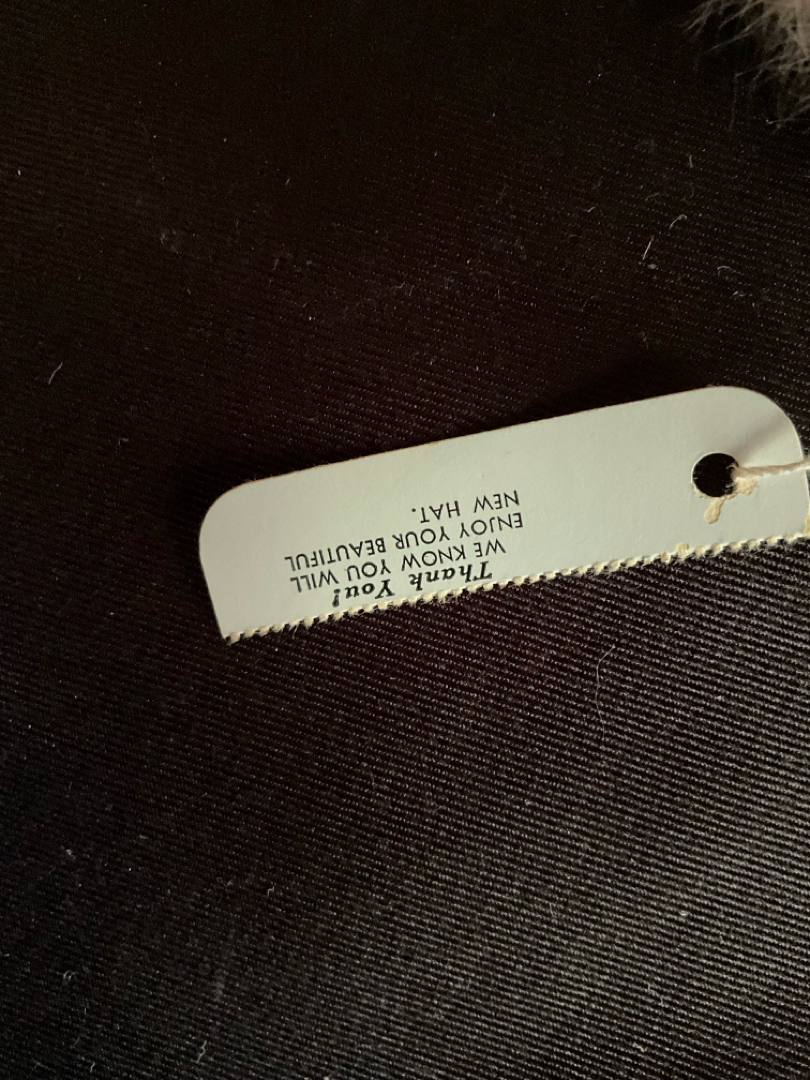 Thank You!
WE KNOW YOU WILL
ENJOY YOUR BEAUTIFUL
NEW HAT.